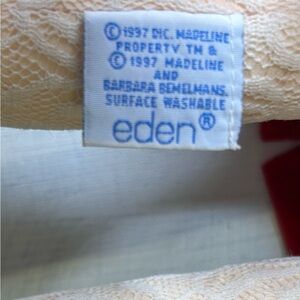 © 1997 DIC. MADELINE
PROPERTY TM &
© 1997 MADELINE
AND
BARBARA BEMELMANS.
SURFACE WASHABLE
eden®